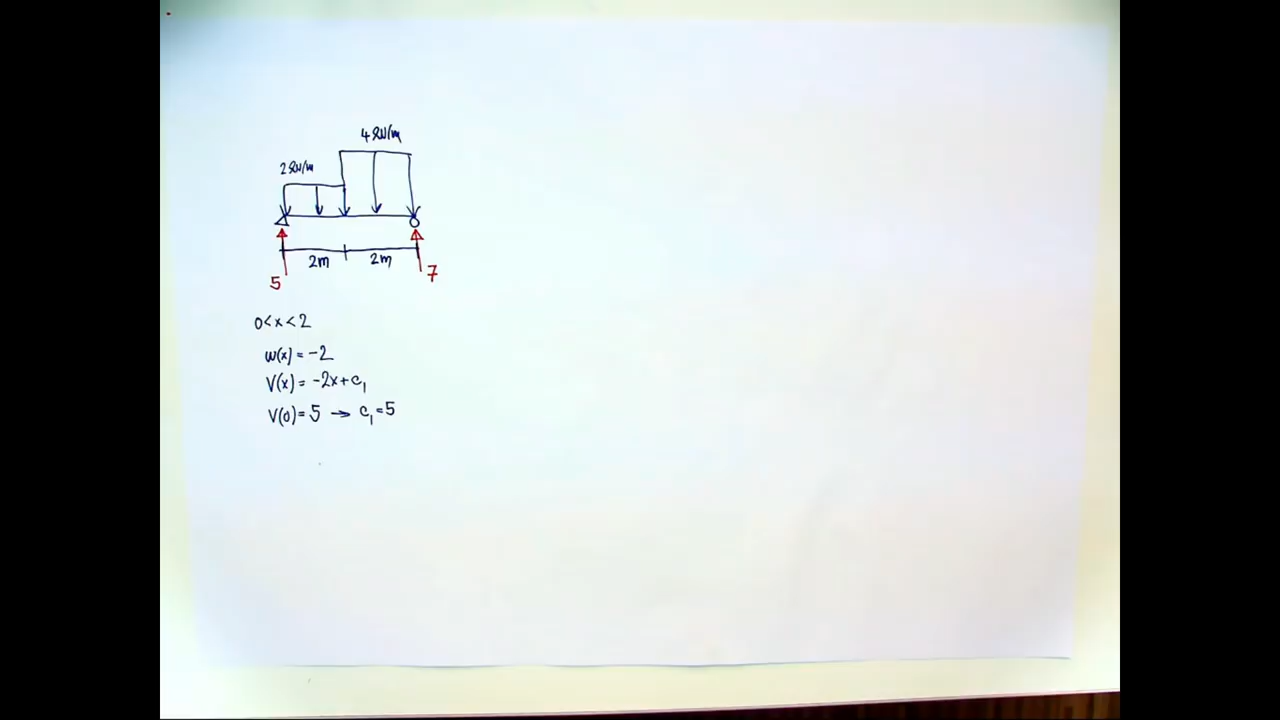 4 kN/m
2 kN/m
2m 2m
5 7
0<x<2
w(x) = -2
V(x) = -2x+c₁
V(0) = 5 → c₁=5